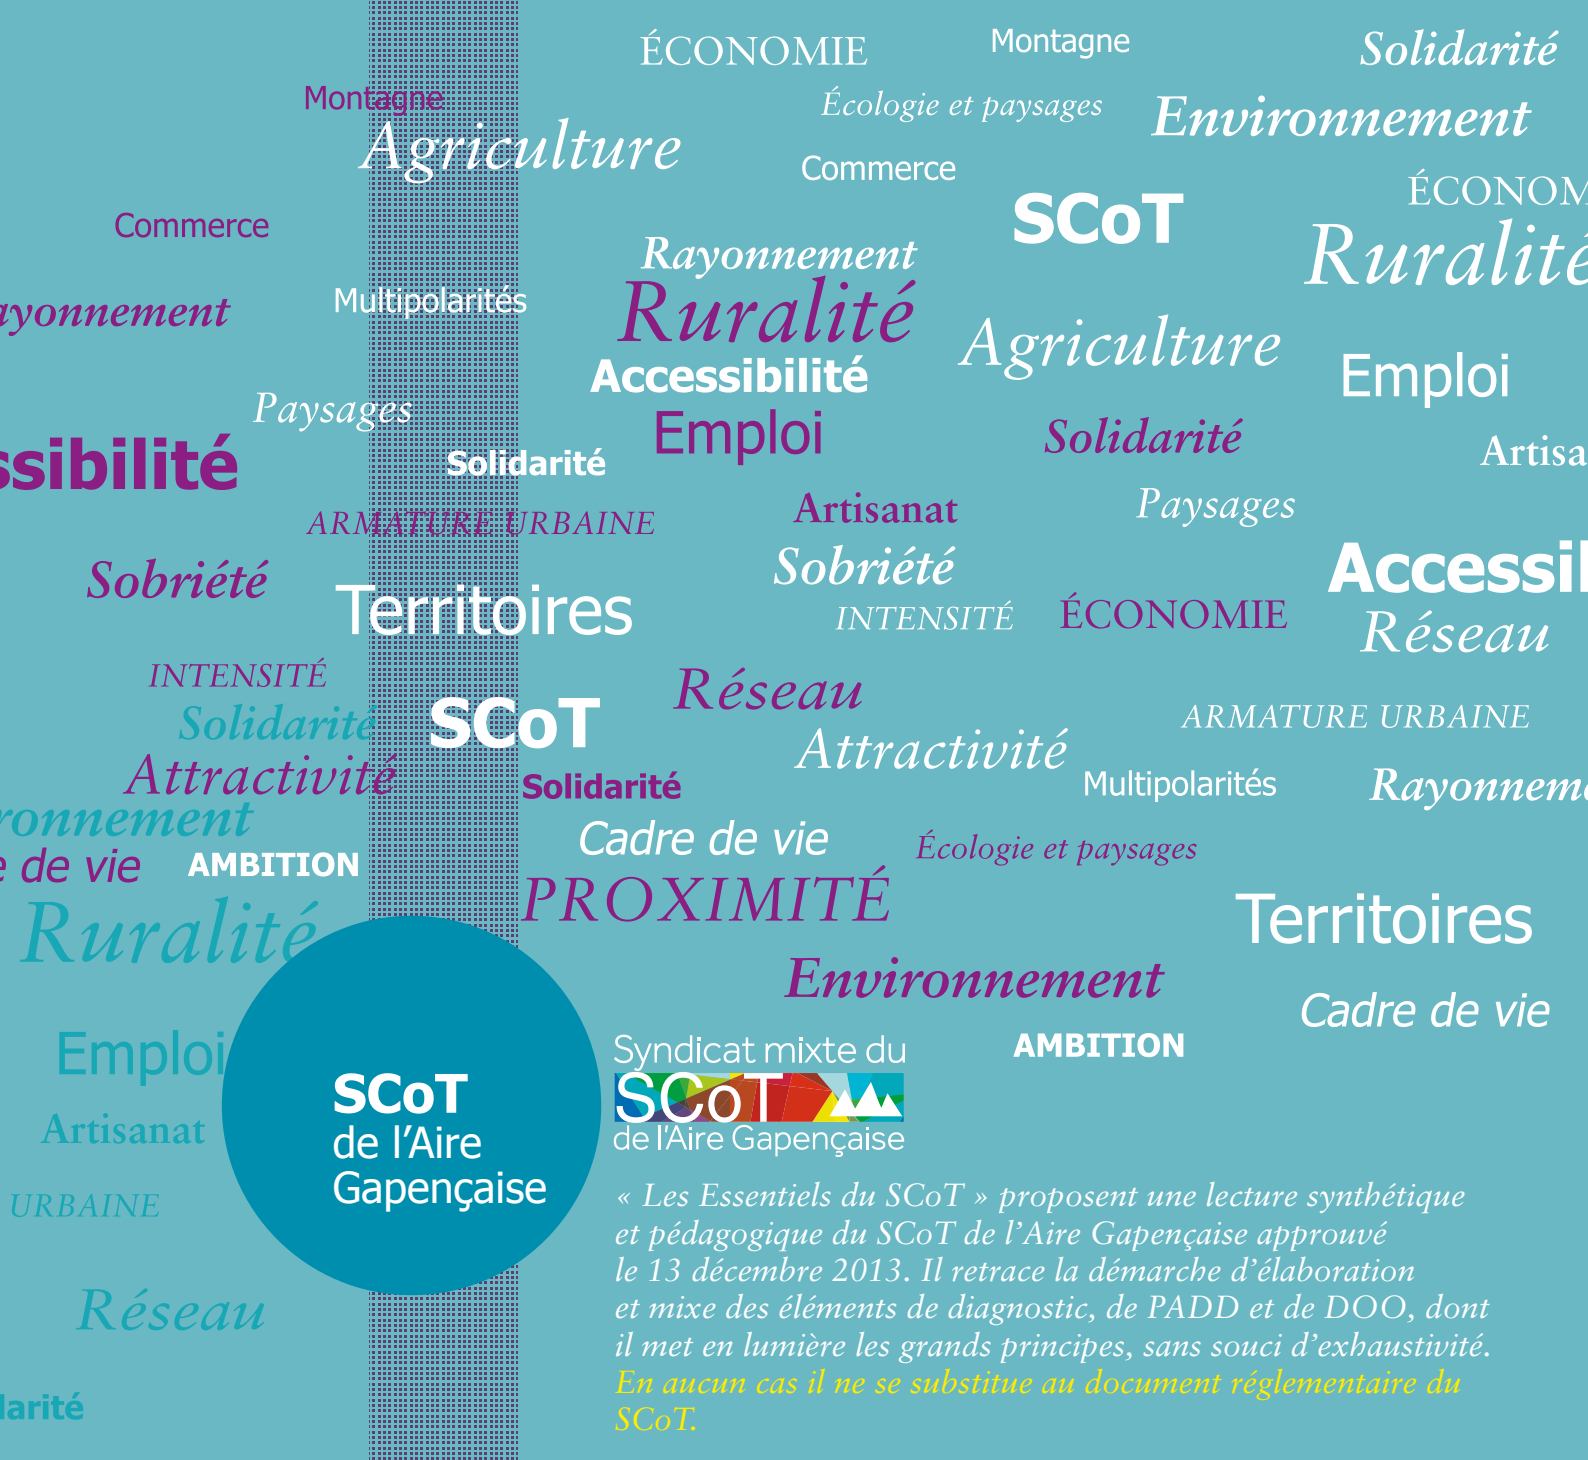 ÉCONOMIE
Montagne
Solidarité
Montagne
Écologie et paysages
Environnement
Agriculture
Commerce
ÉCONOM
SCoT
Commerce
Rayonnement
Ruralité
Multipolarités
ayonnement
Ruralité
Agriculture
Accessibilité
Emploi
Paysages
Emploi
Solidarité
Artisa
ssibilité
Solidarité
Paysages
Artisanat
ARMATURE URBAINE
Accessibil
Sobriété
Sobriété
Territoires
INTENSITÉ
ÉCONOMIE
Réseau
INTENSITÉ
Réseau
Solidarité
SCoT
ARMATURE URBAINE
Attractivité
Attractivité
Solidarité
Multipolarités
Rayonneme
ronnement
Cadre de vie
Écologie et paysages
e de vie
AMBITION
PROXIMITÉ
Ruralité
Territoires
Environnement
Cadre de vie
Emploi
AMBITION
Artisanat
URBAINE
Réseau
larité
SCoT
de l’Aire
Gapençaise
Syndicat mixte du
SCoT
de l'Aire Gapençaise
« Les Essentiels du SCoT » proposent une lecture synthétique
et pédagogique du SCoT de l’Aire Gapençaise approuvé
le 13 décembre 2013. Il retrace la démarche d’élaboration
et mixe des éléments de diagnostic, de PADD et de DOO, dont
il met en lumière les grands principes, sans souci d’exhaustivité.
En aucun cas il ne se substitue au document réglementaire du
SCoT.